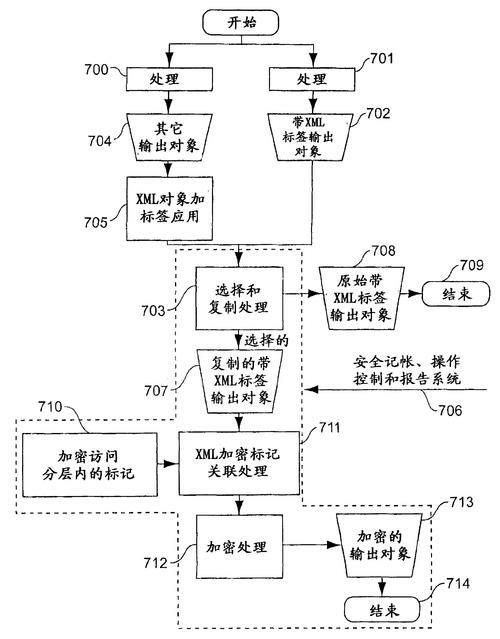 开始
700
处理
701
处理
704
其它
输出对象
702
带XML
标签输出
对象
705
XML对象加
标签应用
703
选择和
复制处理
708
原始带
XML标签
输出对象
709
结束
选择的
707
复制的带
XML标签
输出对象
安全记帐、操作
控制和报告系统
706
710
加密访问
分层内的标记
711
XML加密标记
关联处理
712
加密处理
713
加密的
输出对象
714
结束